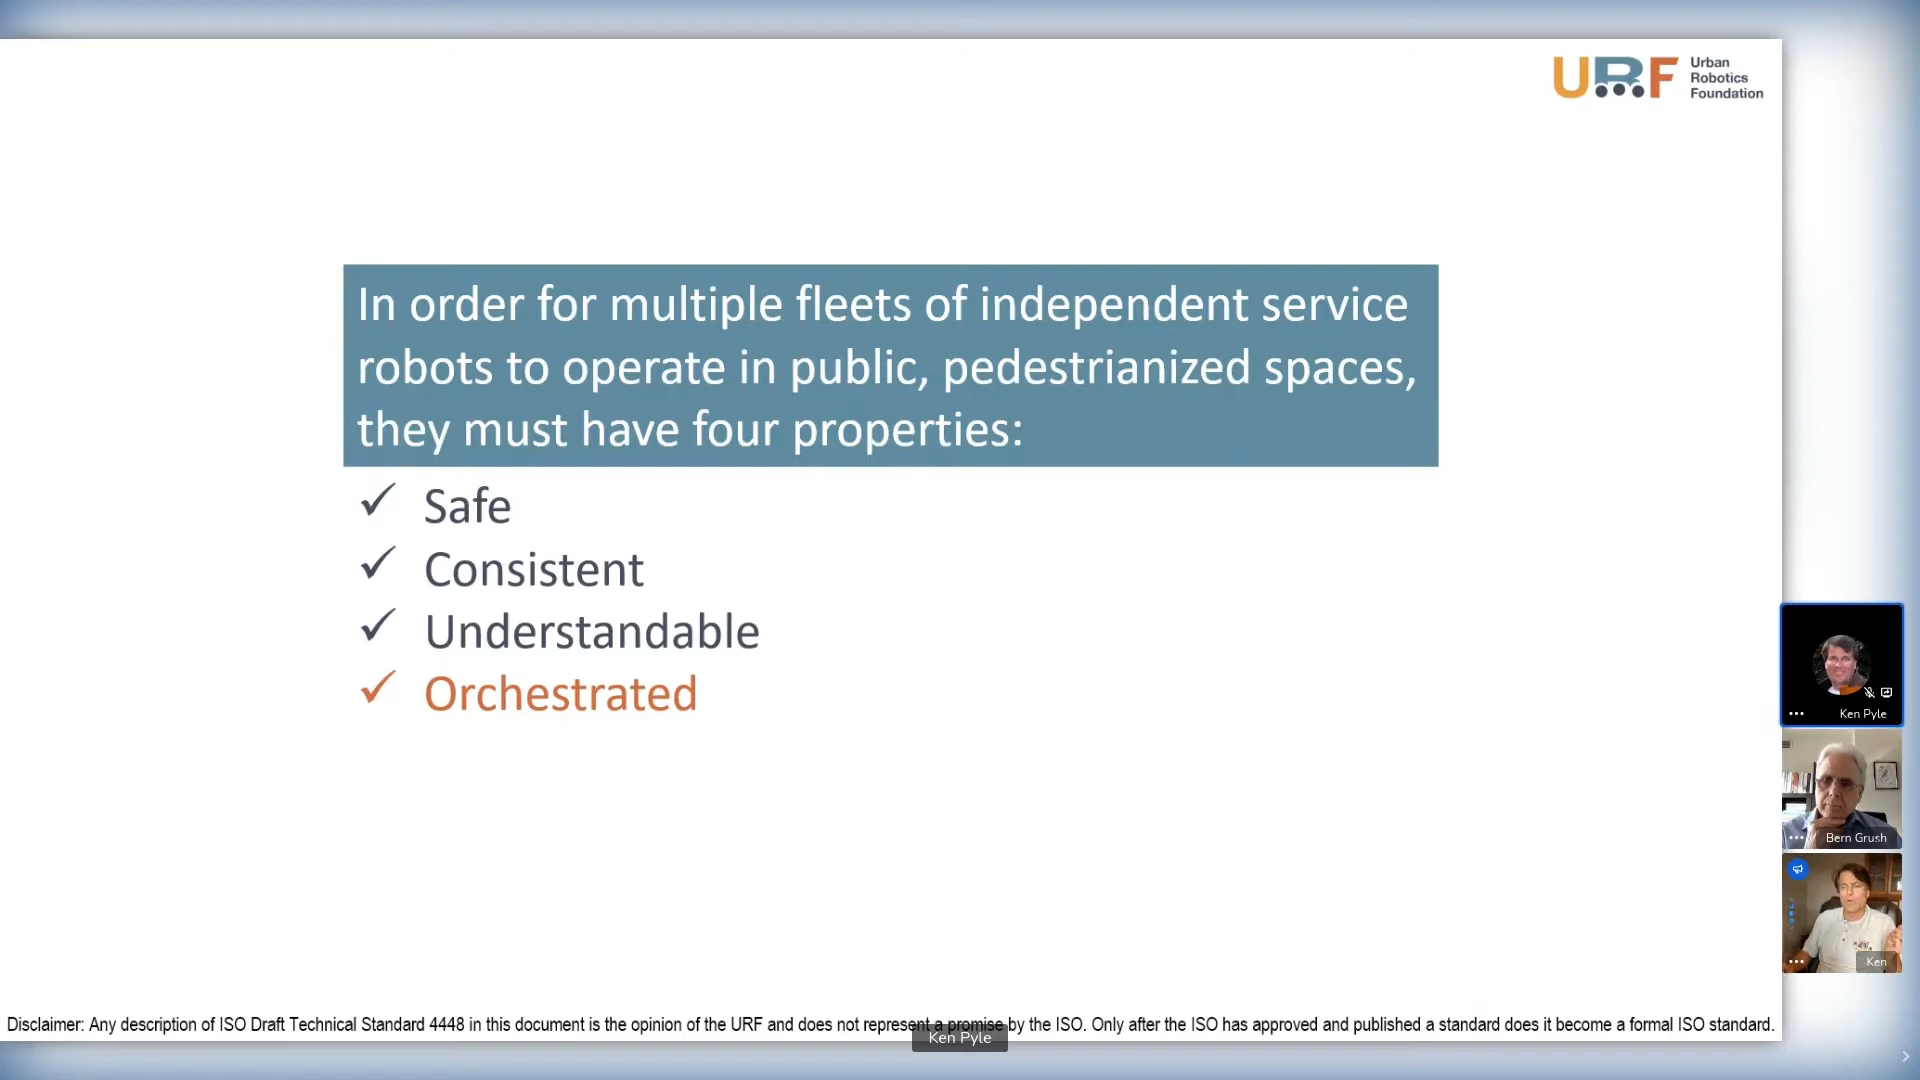 URF
Urban
Robotics
Foundation
In order for multiple fleets of independent service
robots to operate in public, pedestrianized spaces,
they must have four properties:
✓ Safe
✓ Consistent
✓ Understandable
✓ Orchestrated
Ken Pyle
Bern Grush
Ken
Disclaimer: Any description of ISO Draft Technical Standard 4448 in this document is the opinion of the URF and does not represent a promise by the ISO. Only after the ISO has approved and published a standard does it become a formal ISO standard.
Ken Pyle